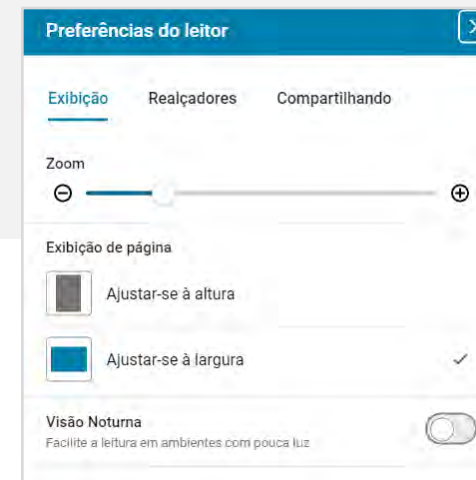 Preferências do leitor
Exibição Realçadores Compartilhando
Zoom
Exibição de página
Ajustar-se à altura
Ajustar-se à largura
Visão Noturna
Facilite a leitura em ambientes com pouca luz